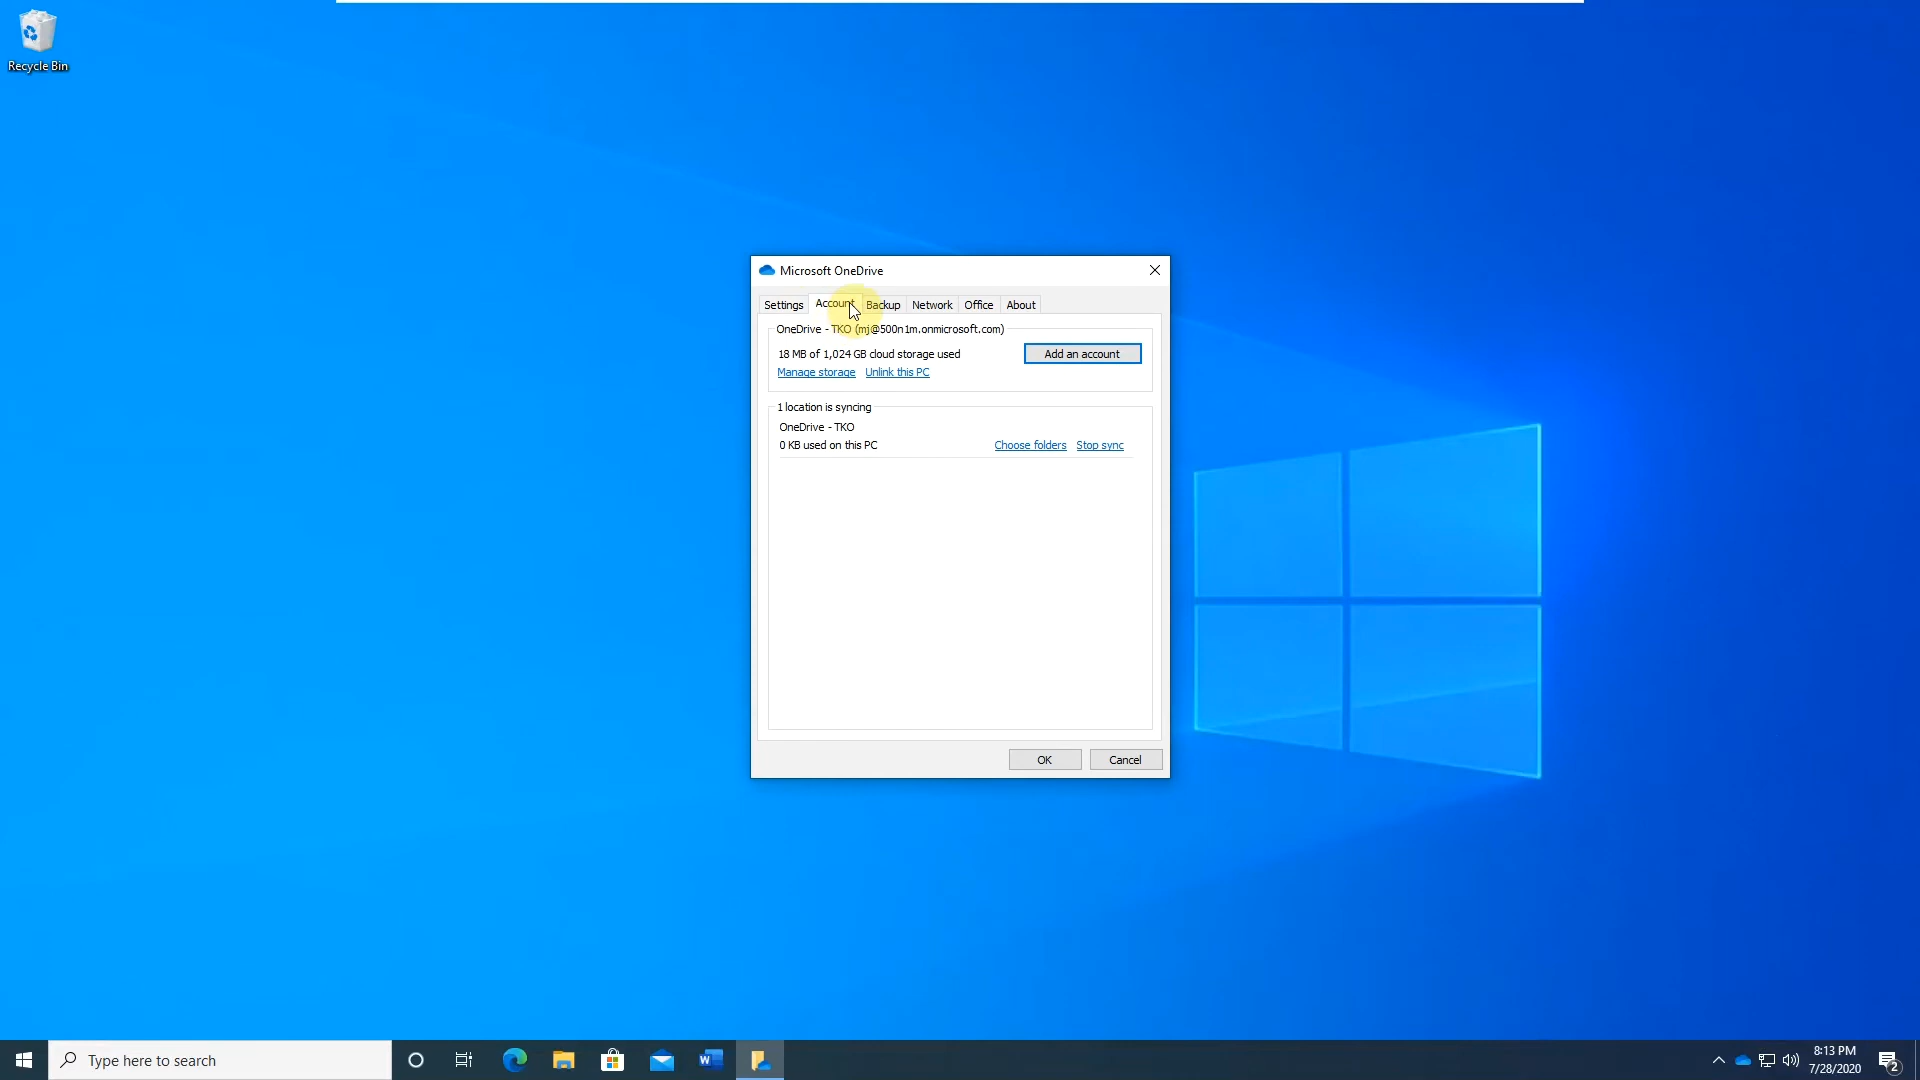 Recycle Bin
Microsoft OneDrive
Settings Account Backup Network Office About
OneDrive - TKO (mj@500n1m.onmicrosoft.com)
18 MB of 1,024 GB cloud storage used Add an account
Manage storage Unlink this PC
1 location is syncing
OneDrive - TKO
0 KB used on this PC Choose folders Stop sync
OK Cancel
Type here to search
W
8:13 PM
7/28/2020
2